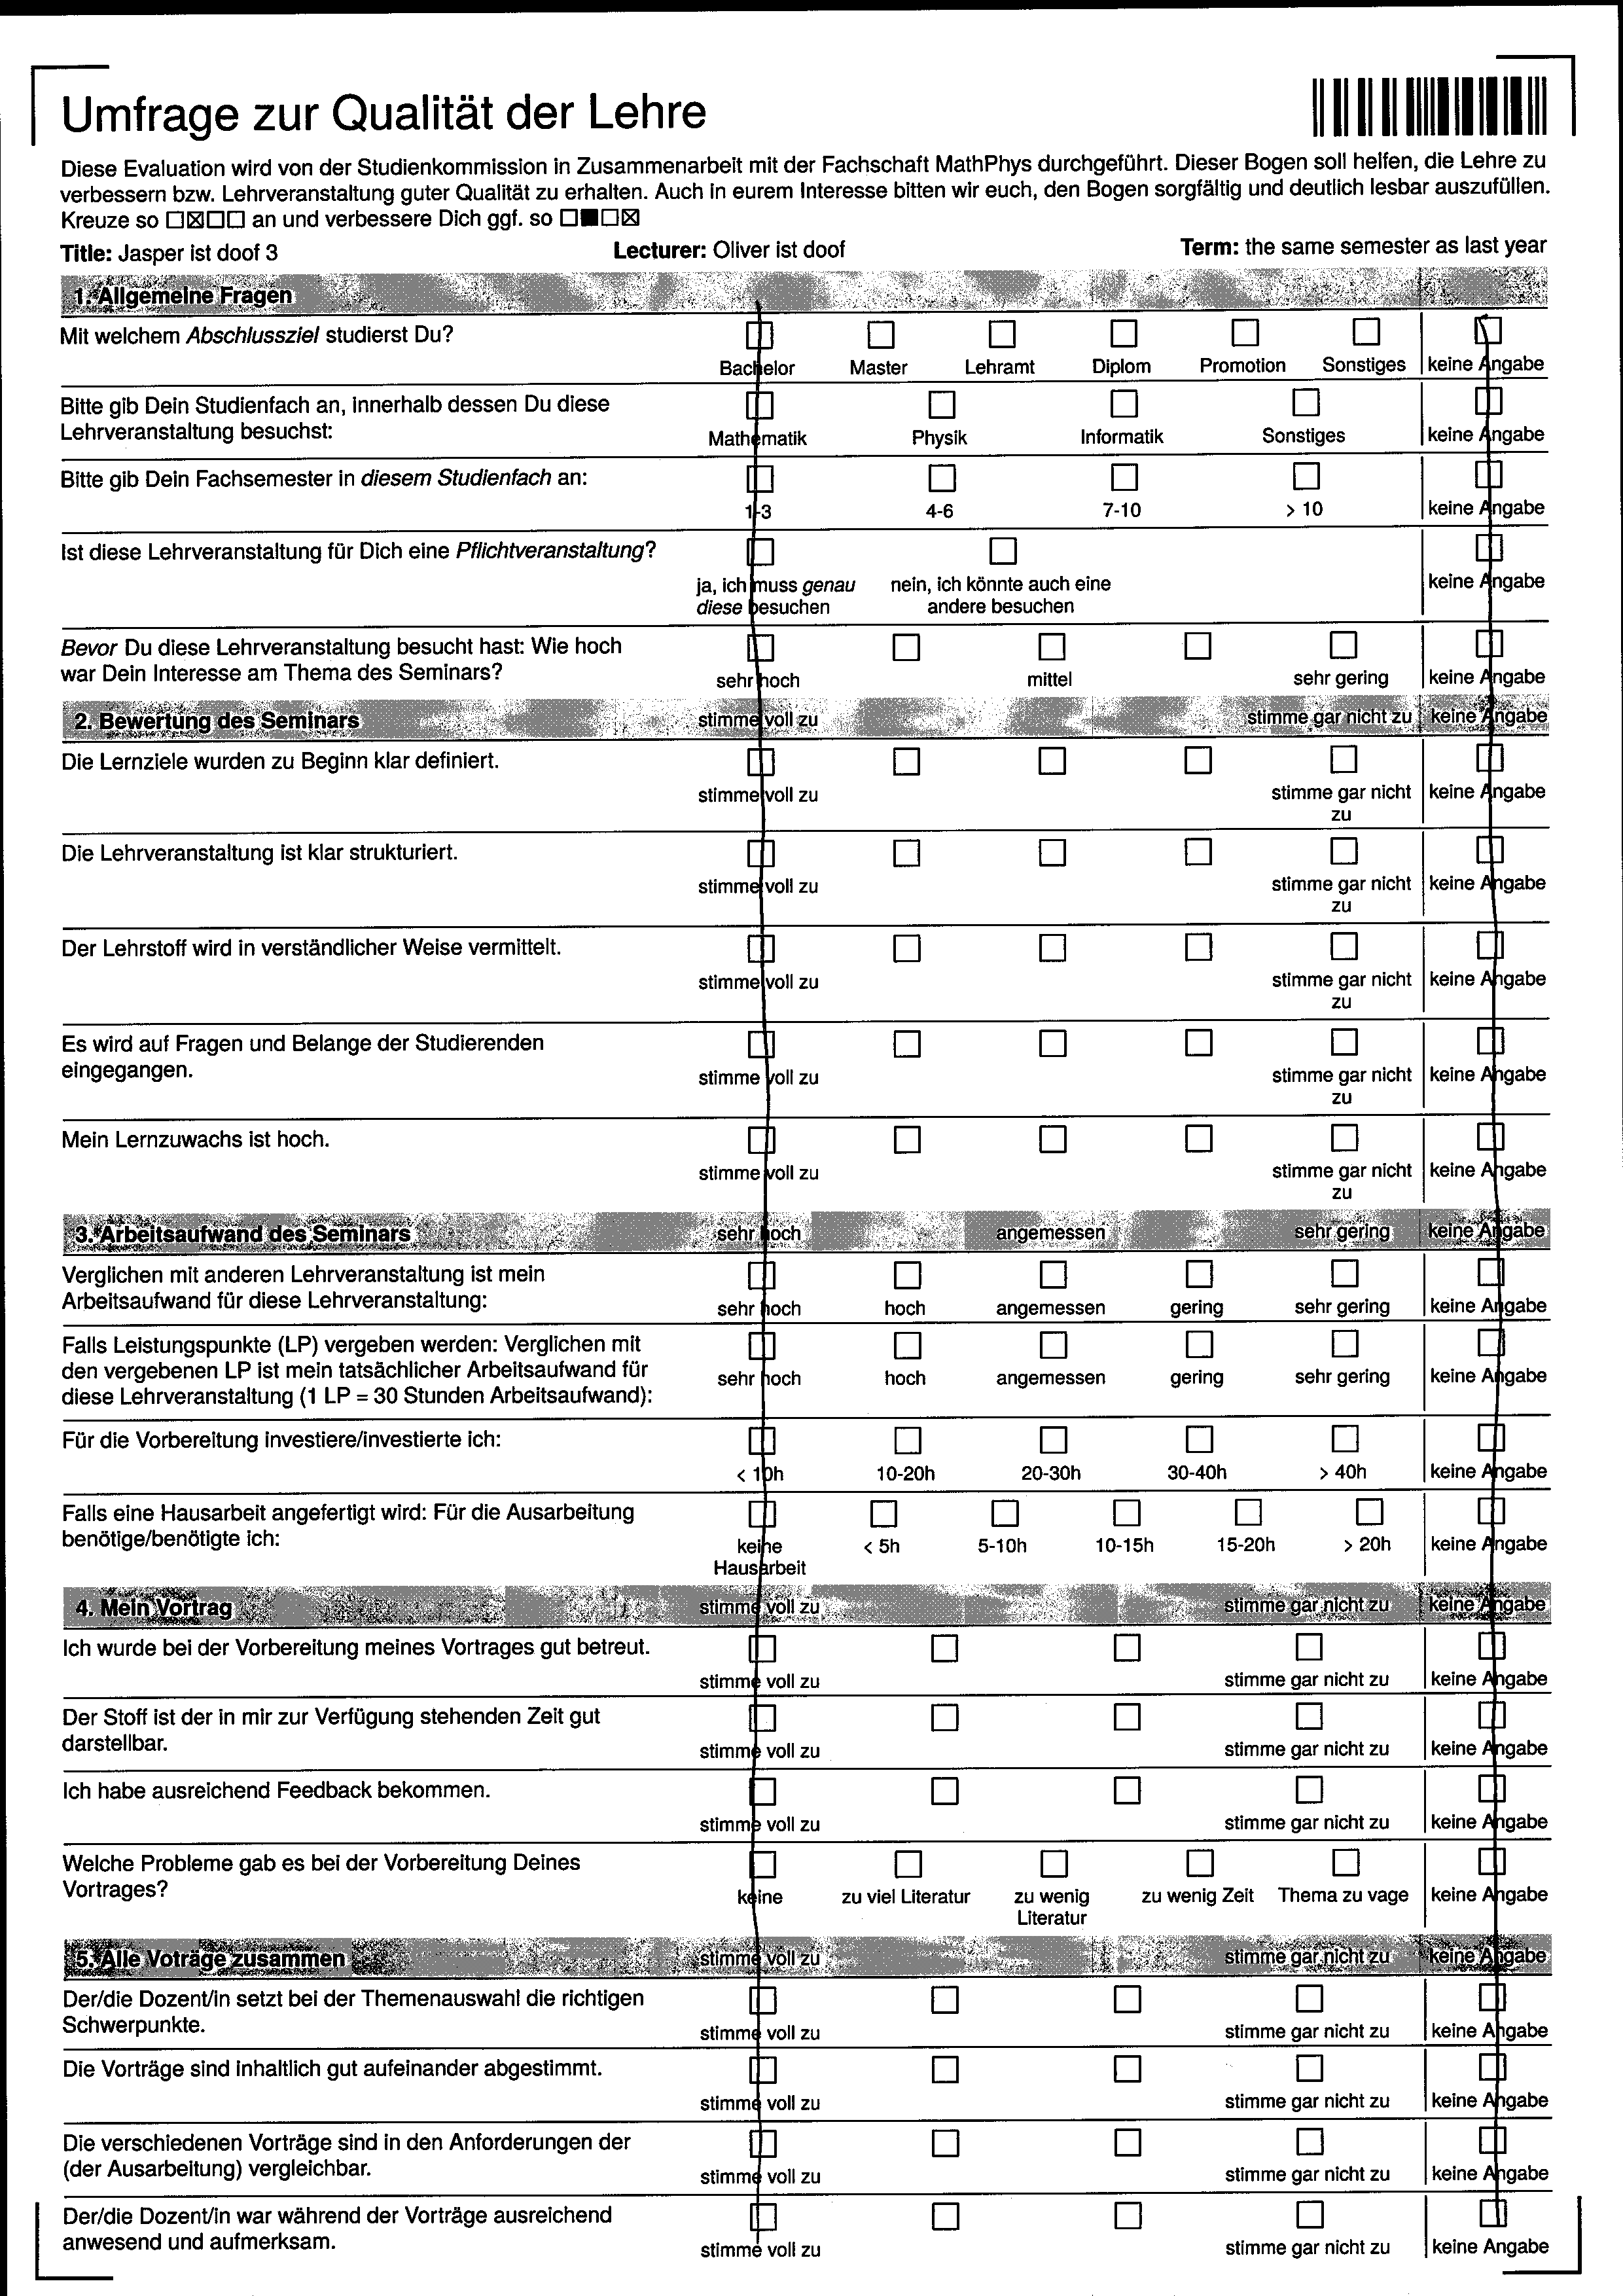 Umfrage zur Qualität der Lehre
Diese Evaluation wird von der Studienkommission in Zusammenarbeit mit der Fachschaft MathPhys durchgeführt. Dieser Bogen soll helfen, die Lehre zu
verbessern bzw. Lehrveranstaltung guter Qualität zu erhalten. Auch in eurem Interesse bitten wir euch, den Bogen sorgfältig und deutlich lesbar auszufüllen.
Kreuze so ☐☒☐☐ an und verbessere Dich ggf. so ☐■☐☒
Title: Jasper ist doof 3 Lecturer: Oliver ist doof Term: the same semester as last year
1. Allgemeine Fragen
Mit welchem Abschlussziel studierst Du?
Bachelor Master Lehramt Diplom Promotion Sonstiges keine Angabe
Bitte gib Dein Studienfach an, innerhalb dessen Du diese
Lehrveranstaltung besuchst:
Mathematik Physik Informatik Sonstiges keine Angabe
Bitte gib Dein Fachsemester in diesem Studienfach an:
1-3 4-6 7-10 > 10 keine Angabe
Ist diese Lehrveranstaltung für Dich eine Pflichtveranstaltung?
ja, ich muss genau nein, ich könnte auch eine keine Angabe
diese besuchen andere besuchen
Bevor Du diese Lehrveranstaltung besucht hast: Wie hoch
war Dein Interesse am Thema des Seminars?
sehr hoch mittel sehr gering keine Angabe
2. Bewertung des Seminars stimme voll zu stimme gar nicht zu keine Angabe
Die Lernziele wurden zu Beginn klar definiert.
stimme voll zu stimme gar nicht keine Angabe
zu
Die Lehrveranstaltung ist klar strukturiert.
stimme voll zu stimme gar nicht keine Angabe
zu
Der Lehrstoff wird in verständlicher Weise vermittelt.
stimme voll zu stimme gar nicht keine Angabe
zu
Es wird auf Fragen und Belange der Studierenden
eingegangen.
stimme voll zu stimme gar nicht keine Angabe
zu
Mein Lernzuwachs ist hoch.
stimme voll zu stimme gar nicht keine Angabe
zu
3. Arbeitsaufwand des Seminars sehr hoch angemessen sehr gering keine Angabe
Verglichen mit anderen Lehrveranstaltung ist mein
Arbeitsaufwand für diese Lehrveranstaltung:
sehr hoch hoch angemessen gering sehr gering keine Angabe
Falls Leistungspunkte (LP) vergeben werden: Verglichen mit
den vergebenen LP ist mein tatsächlicher Arbeitsaufwand für
diese Lehrveranstaltung (1 LP = 30 Stunden Arbeitsaufwand):
sehr hoch hoch angemessen gering sehr gering keine Angabe
Für die Vorbereitung investiere/investierte ich:
< 10h 10-20h 20-30h 30-40h > 40h keine Angabe
Falls eine Hausarbeit angefertigt wird: Für die Ausarbeitung
benötige/benötigte ich:
keine < 5h 5-10h 10-15h 15-20h > 20h keine Angabe
Hausarbeit
4. Mein Vortrag stimme voll zu stimme gar nicht zu keine Angabe
Ich wurde bei der Vorbereitung meines Vortrages gut betreut.
stimme voll zu stimme gar nicht zu keine Angabe
Der Stoff ist der in mir zur Verfügung stehenden Zeit gut
darstellbar.
stimme voll zu stimme gar nicht zu keine Angabe
Ich habe ausreichend Feedback bekommen.
stimme voll zu stimme gar nicht zu keine Angabe
Welche Probleme gab es bei der Vorbereitung Deines
Vortrages?
keine zu viel Literatur zu wenig zu wenig Zeit Thema zu vage keine Angabe
Literatur
5. Alle Voträge zusammen stimme voll zu stimme gar nicht zu keine Angabe
Der/die Dozent/in setzt bei der Themenauswahl die richtigen
Schwerpunkte.
stimme voll zu stimme gar nicht zu keine Angabe
Die Vorträge sind inhaltlich gut aufeinander abgestimmt.
stimme voll zu stimme gar nicht zu keine Angabe
Die verschiedenen Vorträge sind in den Anforderungen der
(der Ausarbeitung) vergleichbar.
stimme voll zu stimme gar nicht zu keine Angabe
Der/die Dozent/in war während der Vorträge ausreichend
anwesend und aufmerksam.
stimme voll zu stimme gar nicht zu keine Angabe